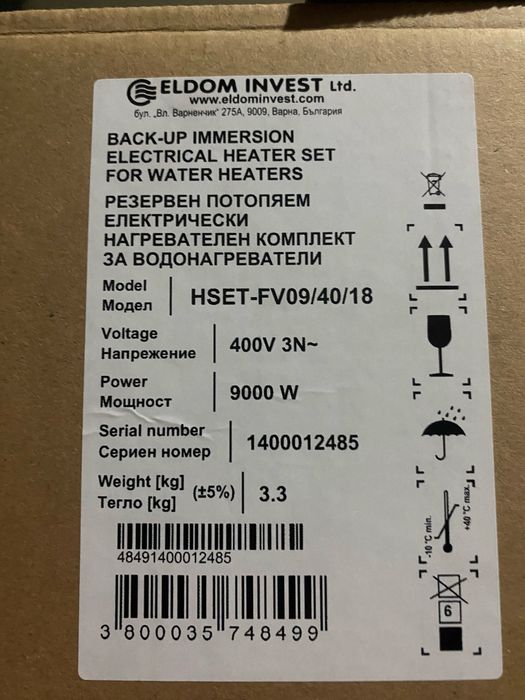 ELDOM INVEST Ltd.
www.eldominvest.com
бул. „Вл. Варненчик" 275А, 9009, Варна, България
BACK-UP IMMERSION
ELECTRICAL HEATER SET
FOR WATER HEATERS
РЕЗЕРВЕН ПОТОПЯЕМ
ЕЛЕКТРИЧЕСКИ
НАГРЕВАТЕЛЕН КОМПЛЕКТ
ЗА ВОДОНАГРЕВАТЕЛИ
Model
Модел
HSET-FV09/40/18
Voltage
Напрежение
400V 3N~
Power
Мощност
9000 W
Serial number
Сериен номер
1400012485
Weight [kg]
Тегло [kg]
(±5%)
3.3
48491400012485
3 800035 748499
-10 °C min.
+40 °C max.
6